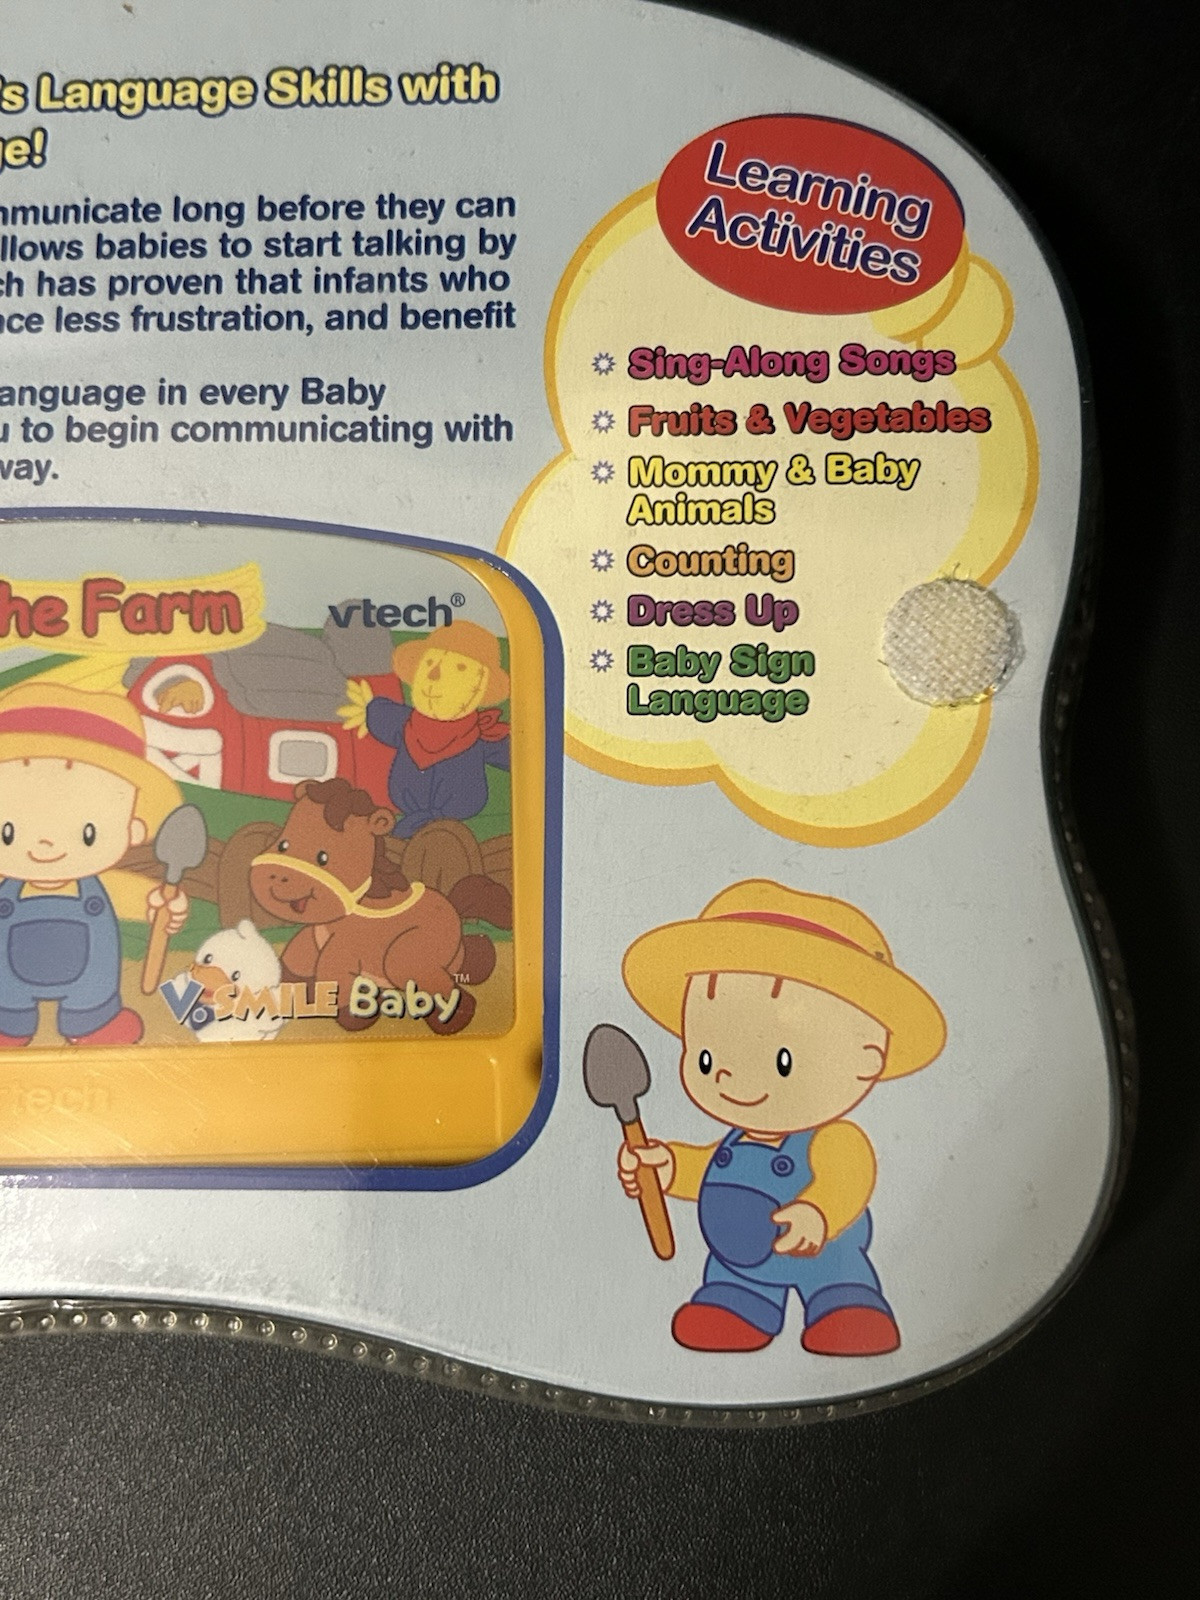 's Language Skills with
ge!
mmunicate long before they can
llows babies to start talking by
ch has proven that infants who
nce less frustration, and benefit
anguage in every Baby
u to begin communicating with
way.
Learning
Activities
Sing-Along Songs
Fruits & Vegetables
Mommy & Baby
Animals
Counting
Dress Up
Baby Sign
Language
he Farm
vtech®
V.SMILE Baby™
vtech